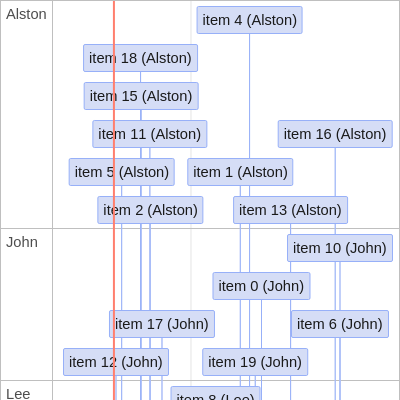 Alston
item 4 (Alston)
item 18 (Alston)
item 15 (Alston)
item 11 (Alston)
item 16 (Alston)
item 5 (Alston)
item 1 (Alston)
item 2 (Alston)
item 13 (Alston)
John
item 10 (John)
item 0 (John)
item 17 (John)
item 6 (John)
item 12 (John)
item 19 (John)
Lee
item 8 (Lee)